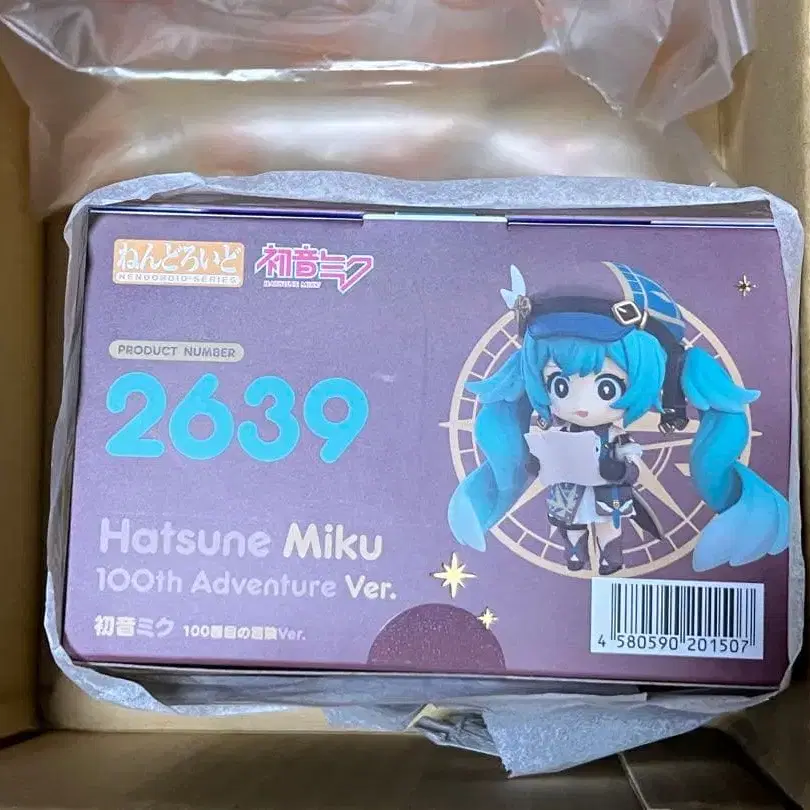 ねんどろいど
NENDOROID-SERIES
初音ミク
HATSUNE MIKU
PRODUCT NUMBER
2639
Hatsune Miku
100th Adventure Ver.
初音ミク 100番目の冒険Ver.
4 580590 201507